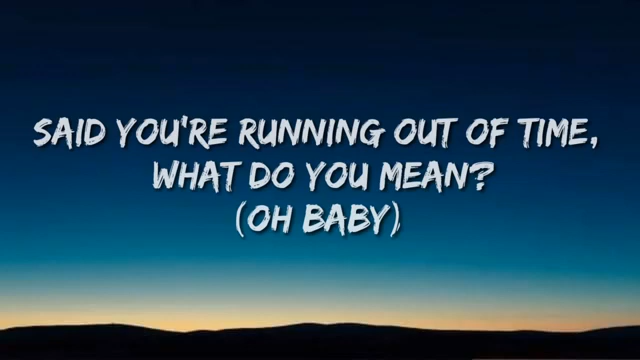 SAID YOU'RE RUNNING OUT OF TIME,
WHAT DO YOU MEAN?
(OH BABY)